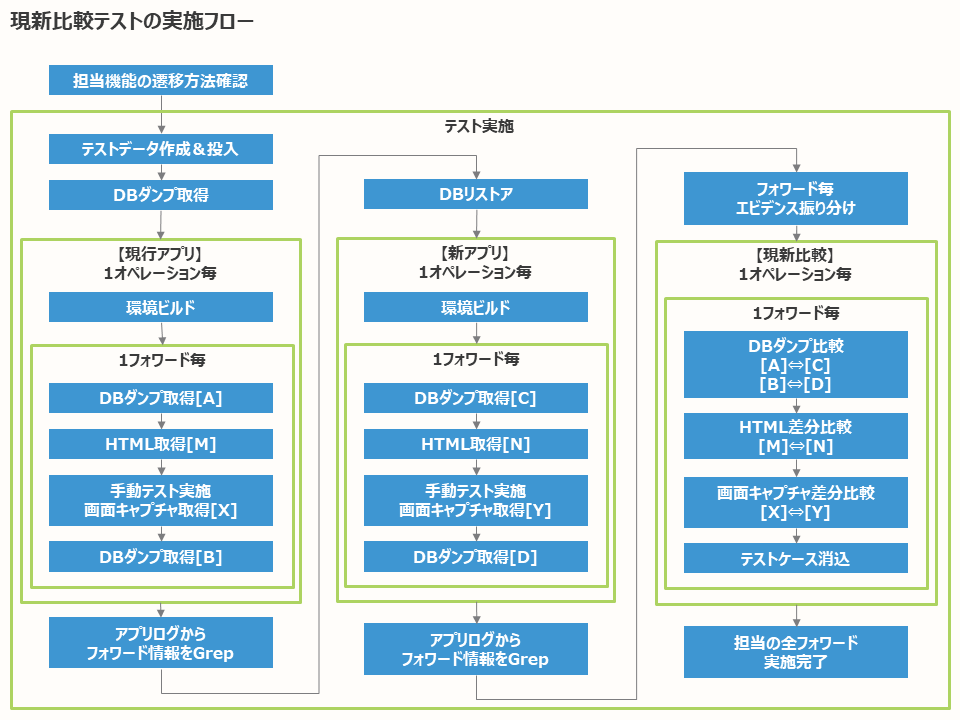 現新比較テストの実施フロー
担当機能の遷移方法確認
テスト実施
テストデータ作成＆投入
DBダンプ取得
【現行アプリ】
1オペレーション毎
環境ビルド
1フォワード毎
DBダンプ取得[A]
HTML取得[M]
手動テスト実施
画面キャプチャ取得[X]
DBダンプ取得[B]
アプリログから
フォワード情報をGrep
DBリストア
【新アプリ】
1オペレーション毎
環境ビルド
1フォワード毎
DBダンプ取得[C]
HTML取得[N]
手動テスト実施
画面キャプチャ取得[Y]
DBダンプ取得[D]
アプリログから
フォワード情報をGrep
フォワード毎
エビデンス振り分け
【現新比較】
1オペレーション毎
1フォワード毎
DBダンプ比較
[A]⇔[C]
[B]⇔[D]
HTML差分比較
[M]⇔[N]
画面キャプチャ差分比較
[X]⇔[Y]
テストケース消込
担当の全フォワード
実施完了